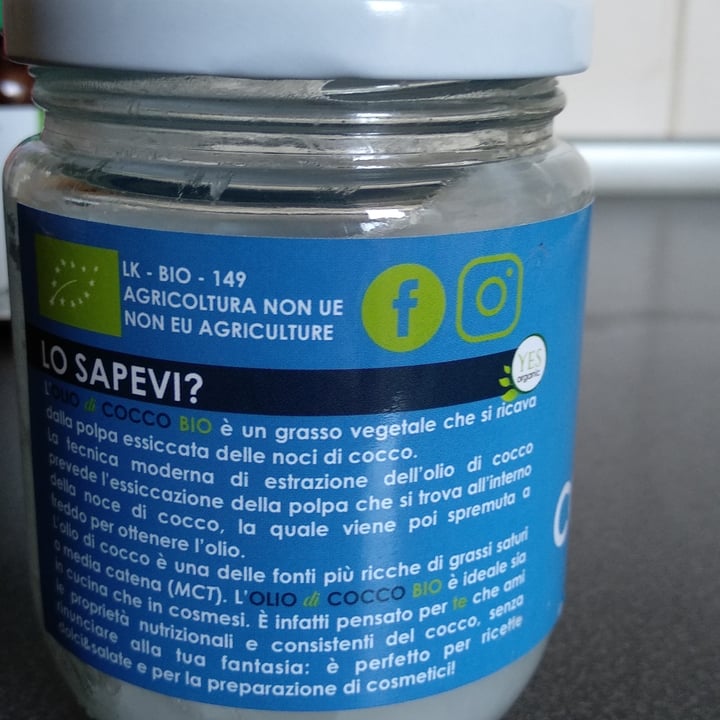 LK - BIO - 149
AGRICOLTURA NON UE
NON EU AGRICULTURE
LO SAPEVI?
YES
organic
L'OLIO di COCCO BIO è un grasso vegetale che si ricava
dalla polpa essiccata delle noci di cocco.
la tecnica moderna di estrazione dell'olio di cocco
prevede l'essiccazione della polpa che si trova all'interno
della noce di cocco, la quale viene poi spremuta a
freddo per ottenere l'olio.
L'olio di cocco è una delle fonti più ricche di grassi saturi
a media catena (MCT). L'OLIO di COCCO BIO è ideale sia
in cucina che in cosmesi. È infatti pensato per te che ami
le proprietà nutrizionali e consistenti del cocco, senza
rinunciare alla tua fantasia: è perfetto per ricette
dolci&salate e per la preparazione di cosmetici!